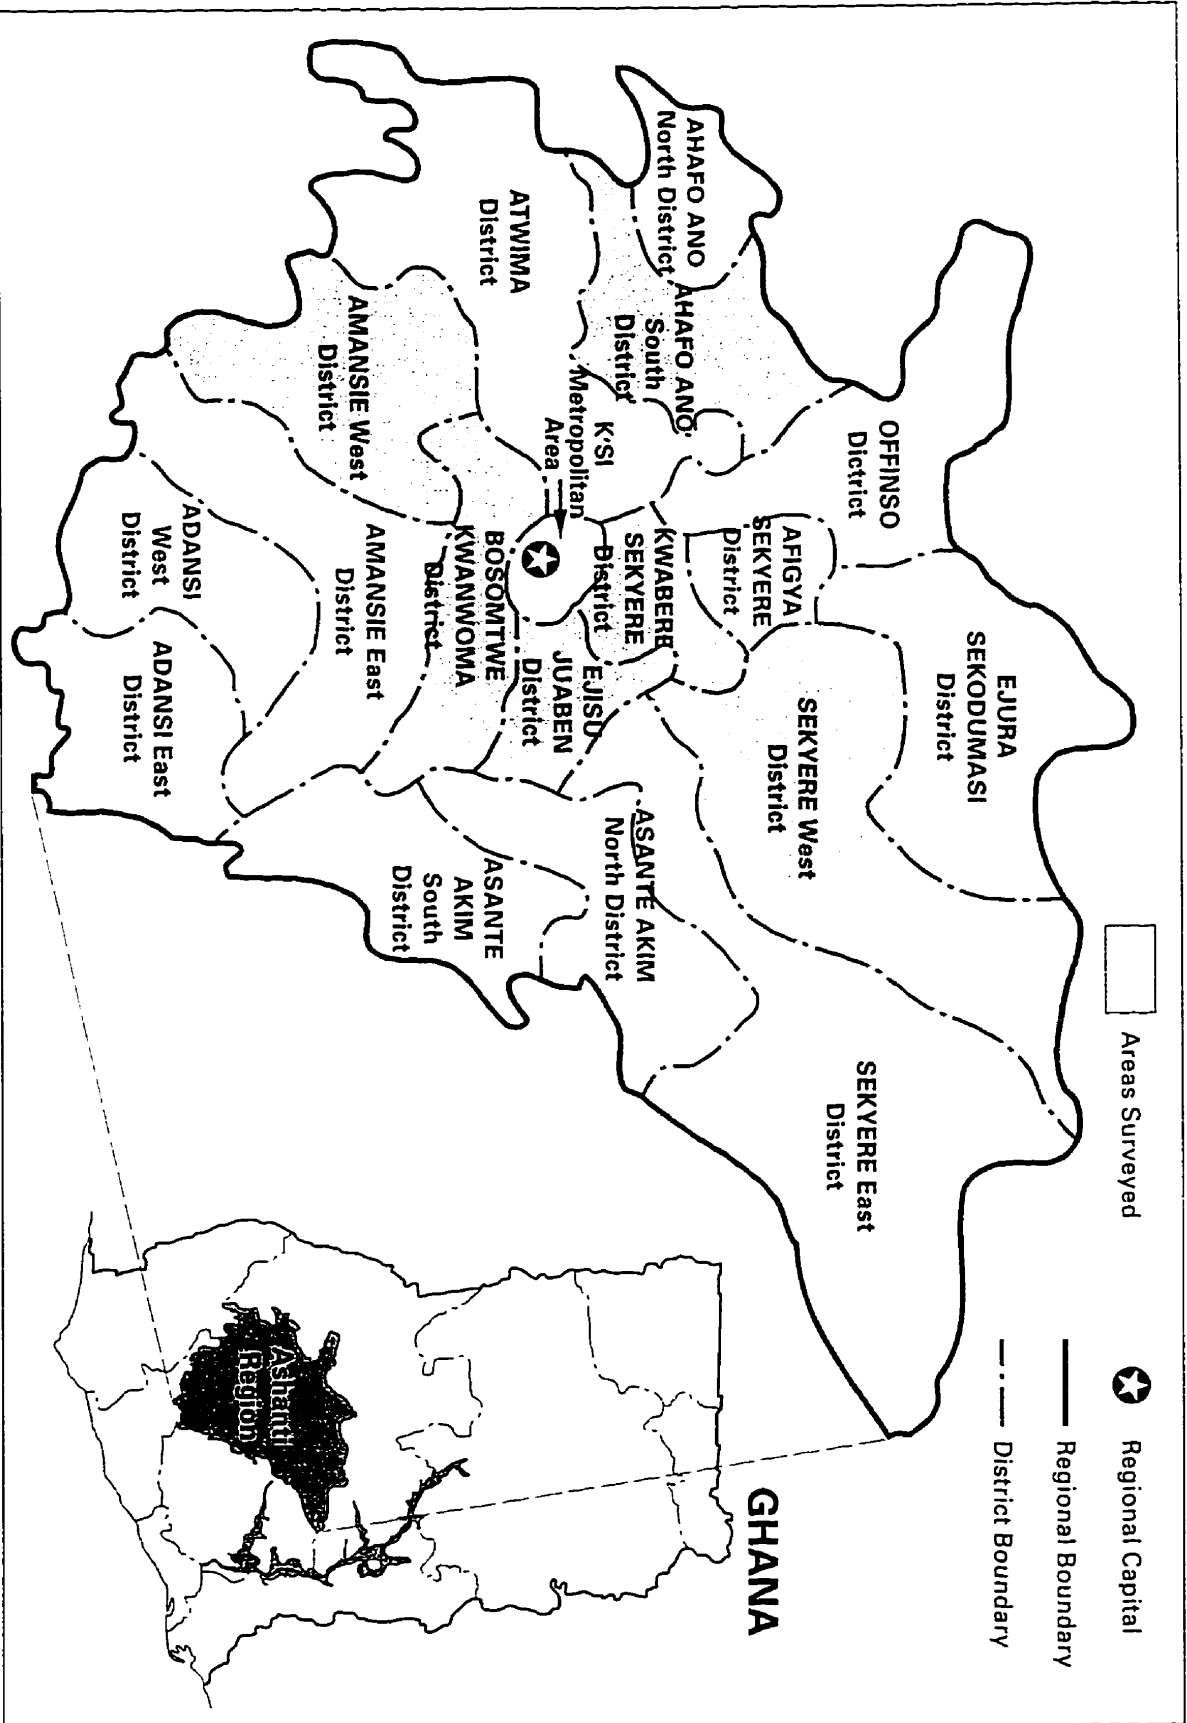 Areas Surveyed
Regional Capital
Regional Boundary
District Boundary
GHANA
Ashanti
Region
AHAFO ANO
North District
AHAFO ANO
South
District
OFFINSO
Dictrict
EJURA
SEKODUMASI
District
AFIGYA
SEKYERE
District
SEKYERE West
District
SEKYERE East
District
KWABERE
SEKYERE
District
K'SI
Metropolitan
Area
ATWIMA
District
EJISU
JUABEN
District
ASANTE AKIM
North District
BOSOMTWE
KWANWOMA
District
ASANTE
AKIM
South
District
AMANSIE West
District
AMANSIE East
District
ADANSI
West
District
ADANSI East
District